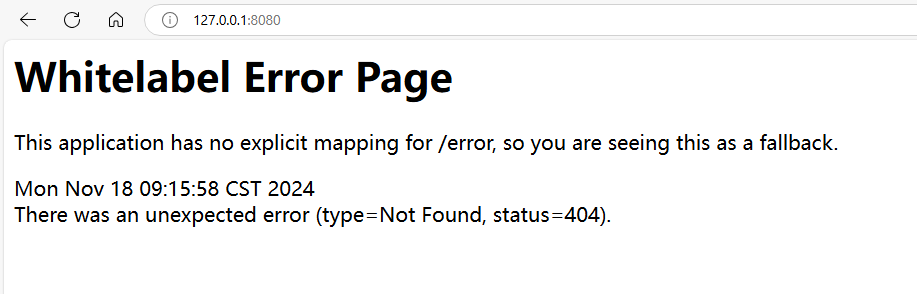 127.0.0.1:8080
Whitelabel Error Page
This application has no explicit mapping for /error, so you are seeing this as a fallback.
Mon Nov 18 09:15:58 CST 2024
There was an unexpected error (type=Not Found, status=404).